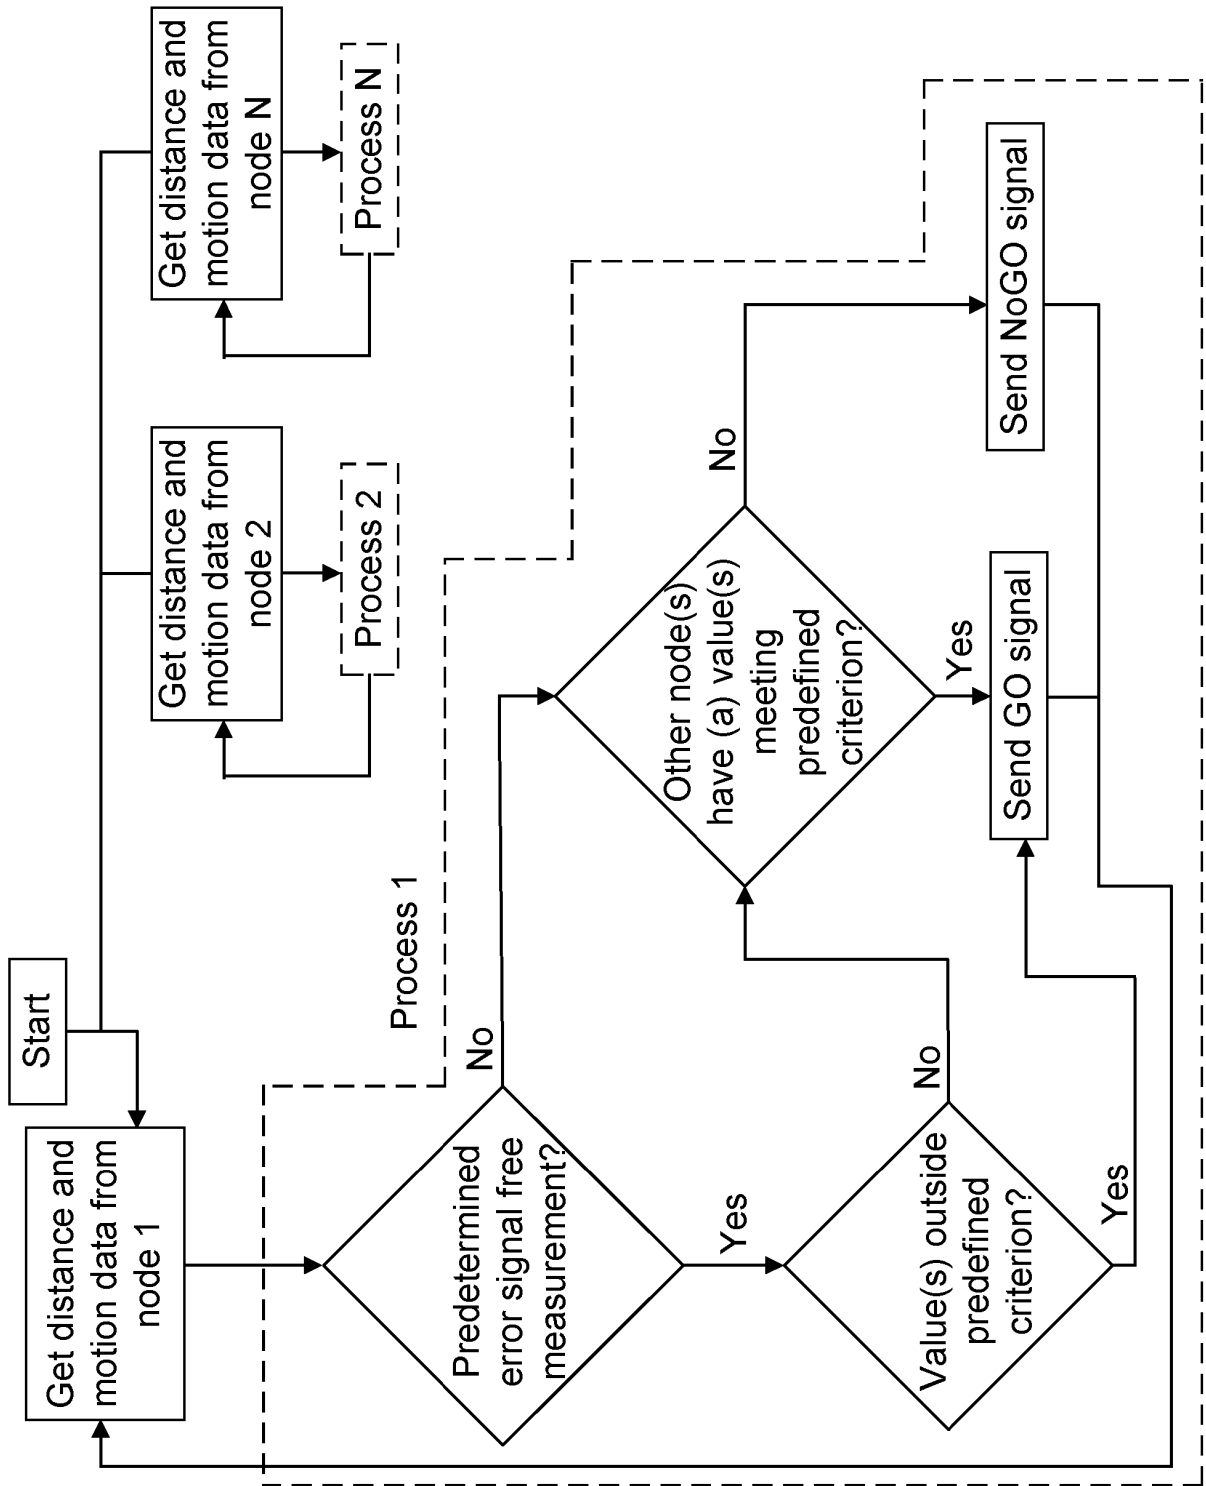 Start
Get distance and
motion data from
node 1
Get distance and
motion data from
node 2
Get distance and
motion data from
node N
Process 2
Process N
Process 1
Predetermined
error signal free
measurement?
No
Yes
Other node(s)
have (a) value(s)
meeting
predefined
criterion?
No
Yes
Value(s) outside
predefined
criterion?
No
Yes
Send GO signal
Send NoGO signal